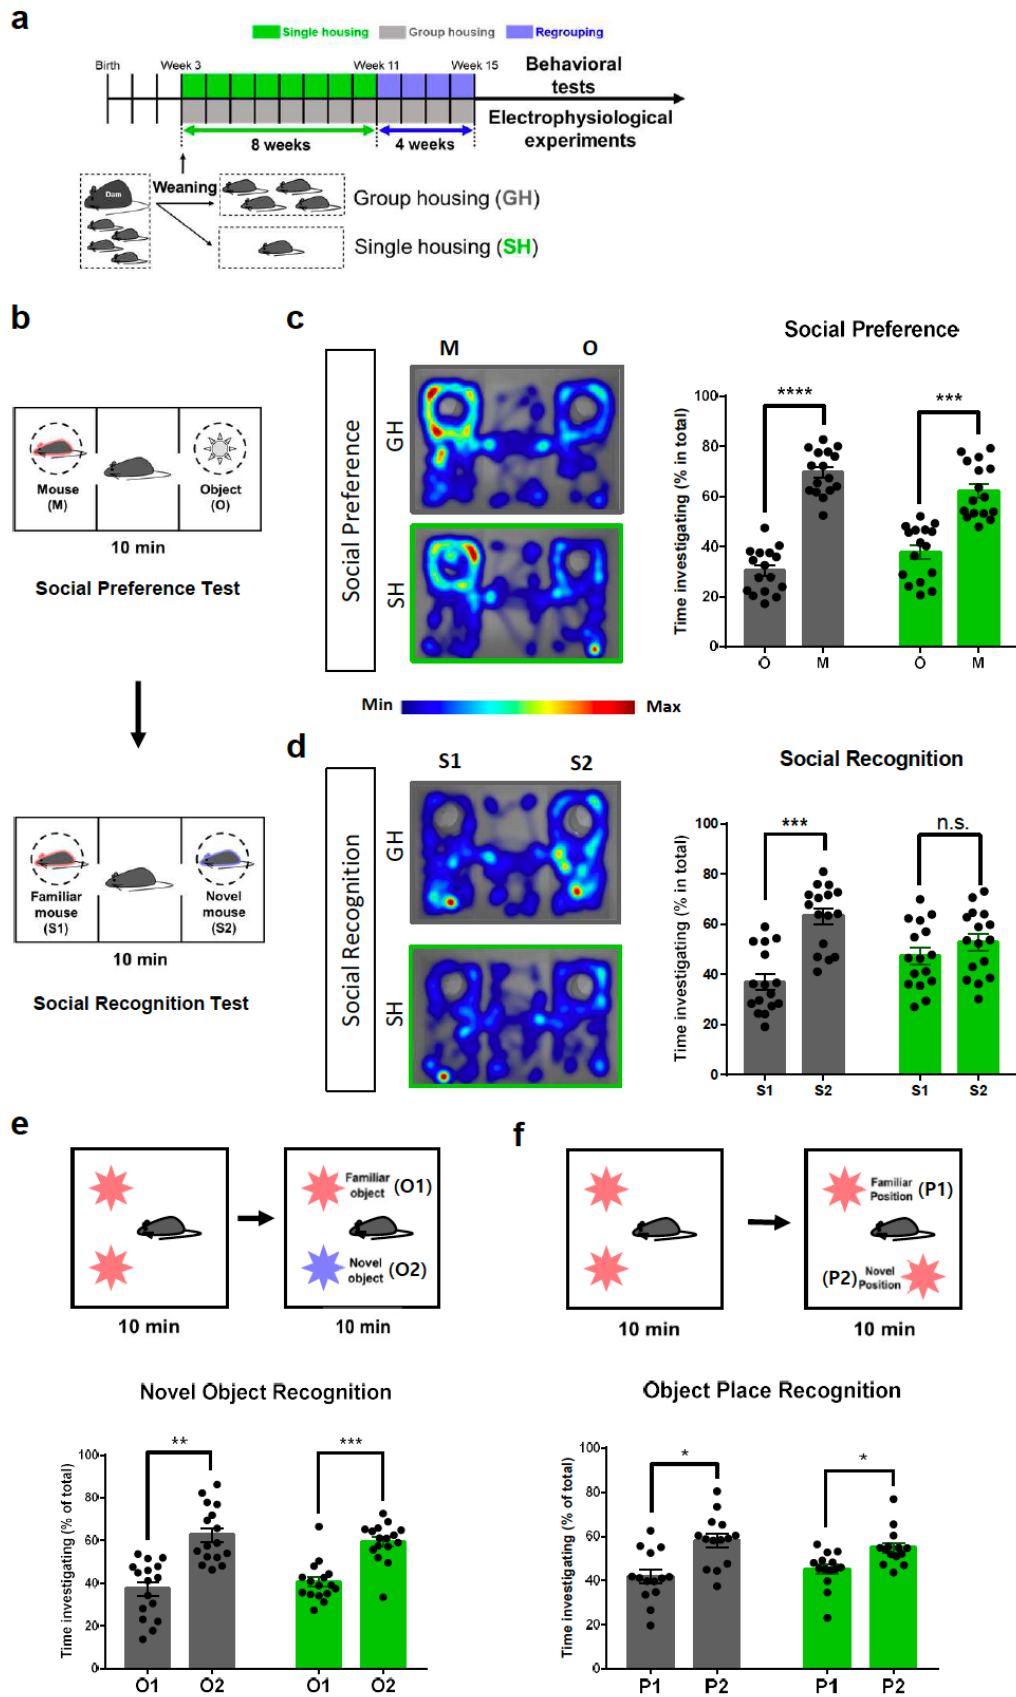 a
Single housing
Group housing
Regrouping
Birth
Week 3
Week 11
Week 15
Behavioral
tests
Electrophysiological
experiments
8 weeks
4 weeks
Dam
Weaning
Group housing (GH)
Single housing (SH)
b
Mouse
(M)
Object
(O)
10 min
Social Preference Test
Familiar
mouse
(S1)
Novel
mouse
(S2)
10 min
Social Recognition Test
c
Social Preference
M
O
GH
SH
Min
Max
Social Preference
Time investigating (% in total)
100
80
60
40
20
0
****
***
O
M
O
M
d
Social Recognition
S1
S2
GH
SH
Social Recognition
Time investigating (% in total)
100
80
60
40
20
0
***
n.s.
S1
S2
S1
S2
e
Familiar
object
(O1)
Novel
object
(O2)
10 min
10 min
Novel Object Recognition
Time investigating (% of total)
100
80
60
40
20
0
**
***
O1
O2
O1
O2
f
Familiar
Position
(P1)
(P2)
Novel
Position
10 min
10 min
Object Place Recognition
Time investigating (% of total)
100
80
60
40
20
0
*
*
P1
P2
P1
P2